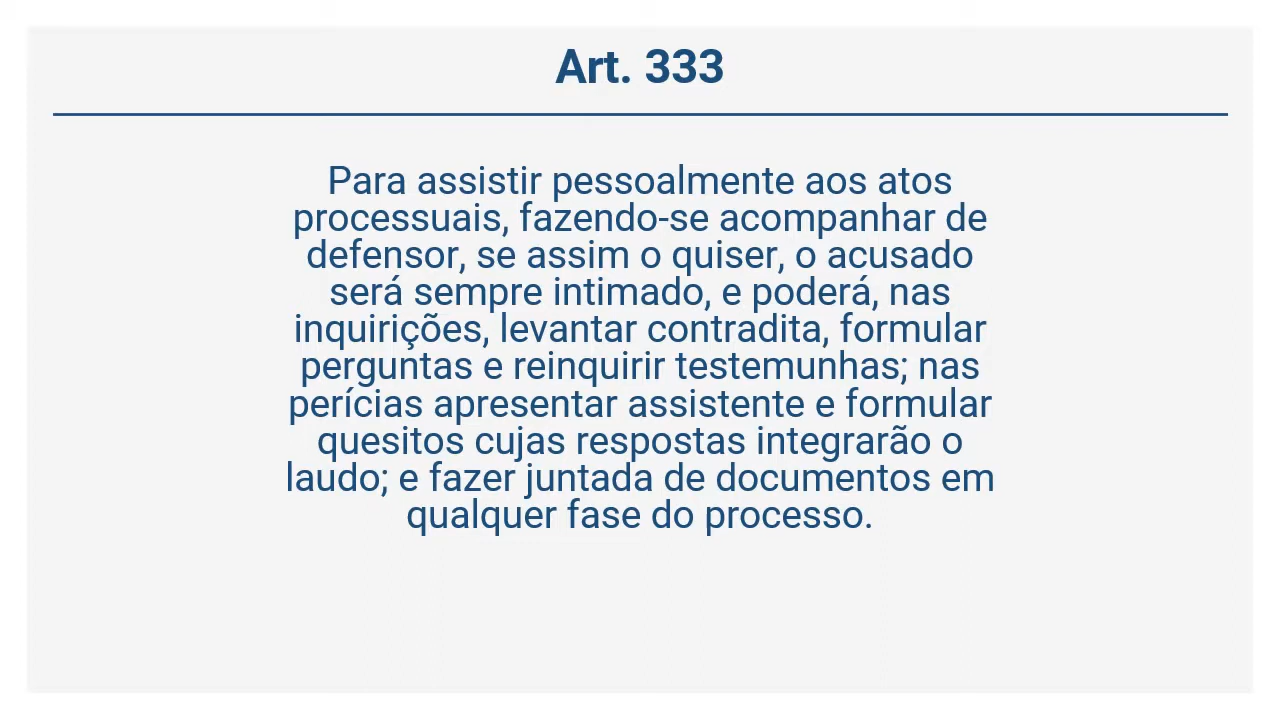 Art. 333
Para assistir pessoalmente aos atos
processuais, fazendo-se acompanhar de
defensor, se assim o quiser, o acusado
será sempre intimado, e poderá, nas
inquirições, levantar contradita, formular
perguntas e reinquirir testemunhas; nas
perícias apresentar assistente e formular
quesitos cujas respostas integrarão o
laudo; e fazer juntada de documentos em
qualquer fase do processo.